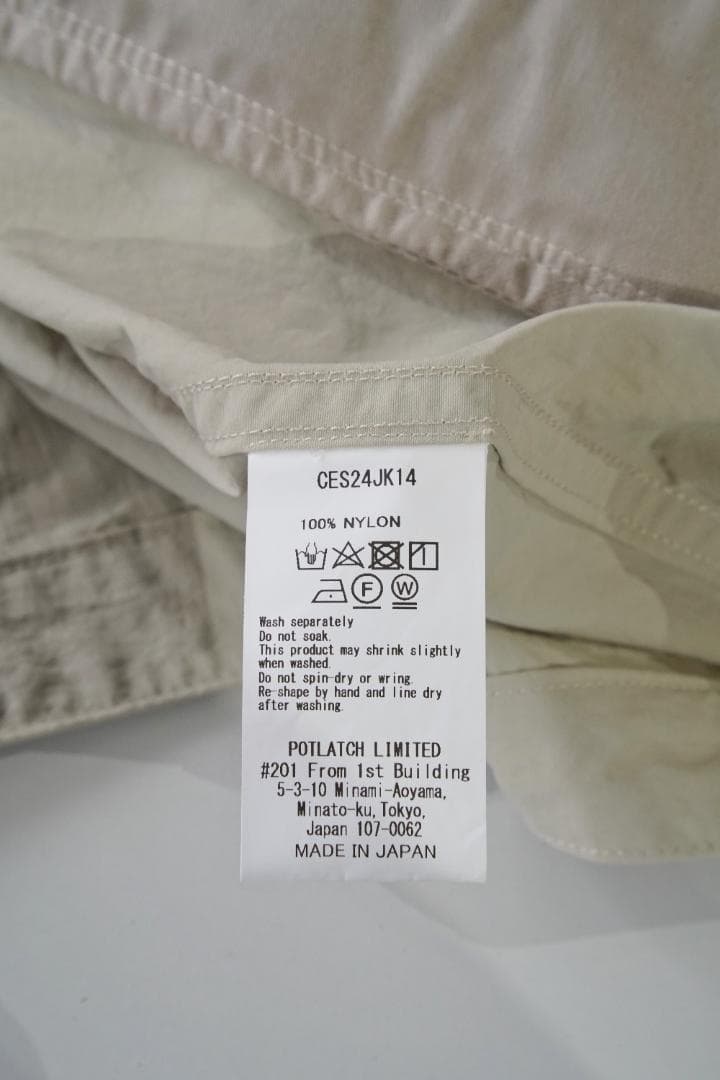 CES24JK14
100% NYLON
F W
Wash separately
Do not soak.
This product may shrink slightly
when washed.
Do not spin-dry or wring.
Re-shape by hand and line dry
after washing.
POTLATCH LIMITED
#201 From 1st Building
5-3-10 Minami-Aoyama,
Minato-ku, Tokyo,
Japan 107-0062
MADE IN JAPAN